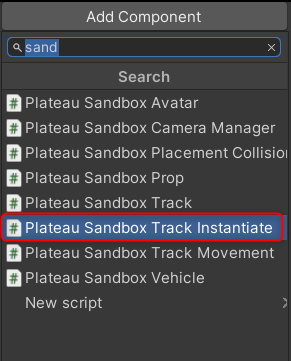 Add Component
sand
Search
Plateau Sandbox Avatar
Plateau Sandbox Camera Manager
Plateau Sandbox Placement Collision
Plateau Sandbox Prop
Plateau Sandbox Track
Plateau Sandbox Track Instantiate
Plateau Sandbox Track Movement
Plateau Sandbox Vehicle
New script